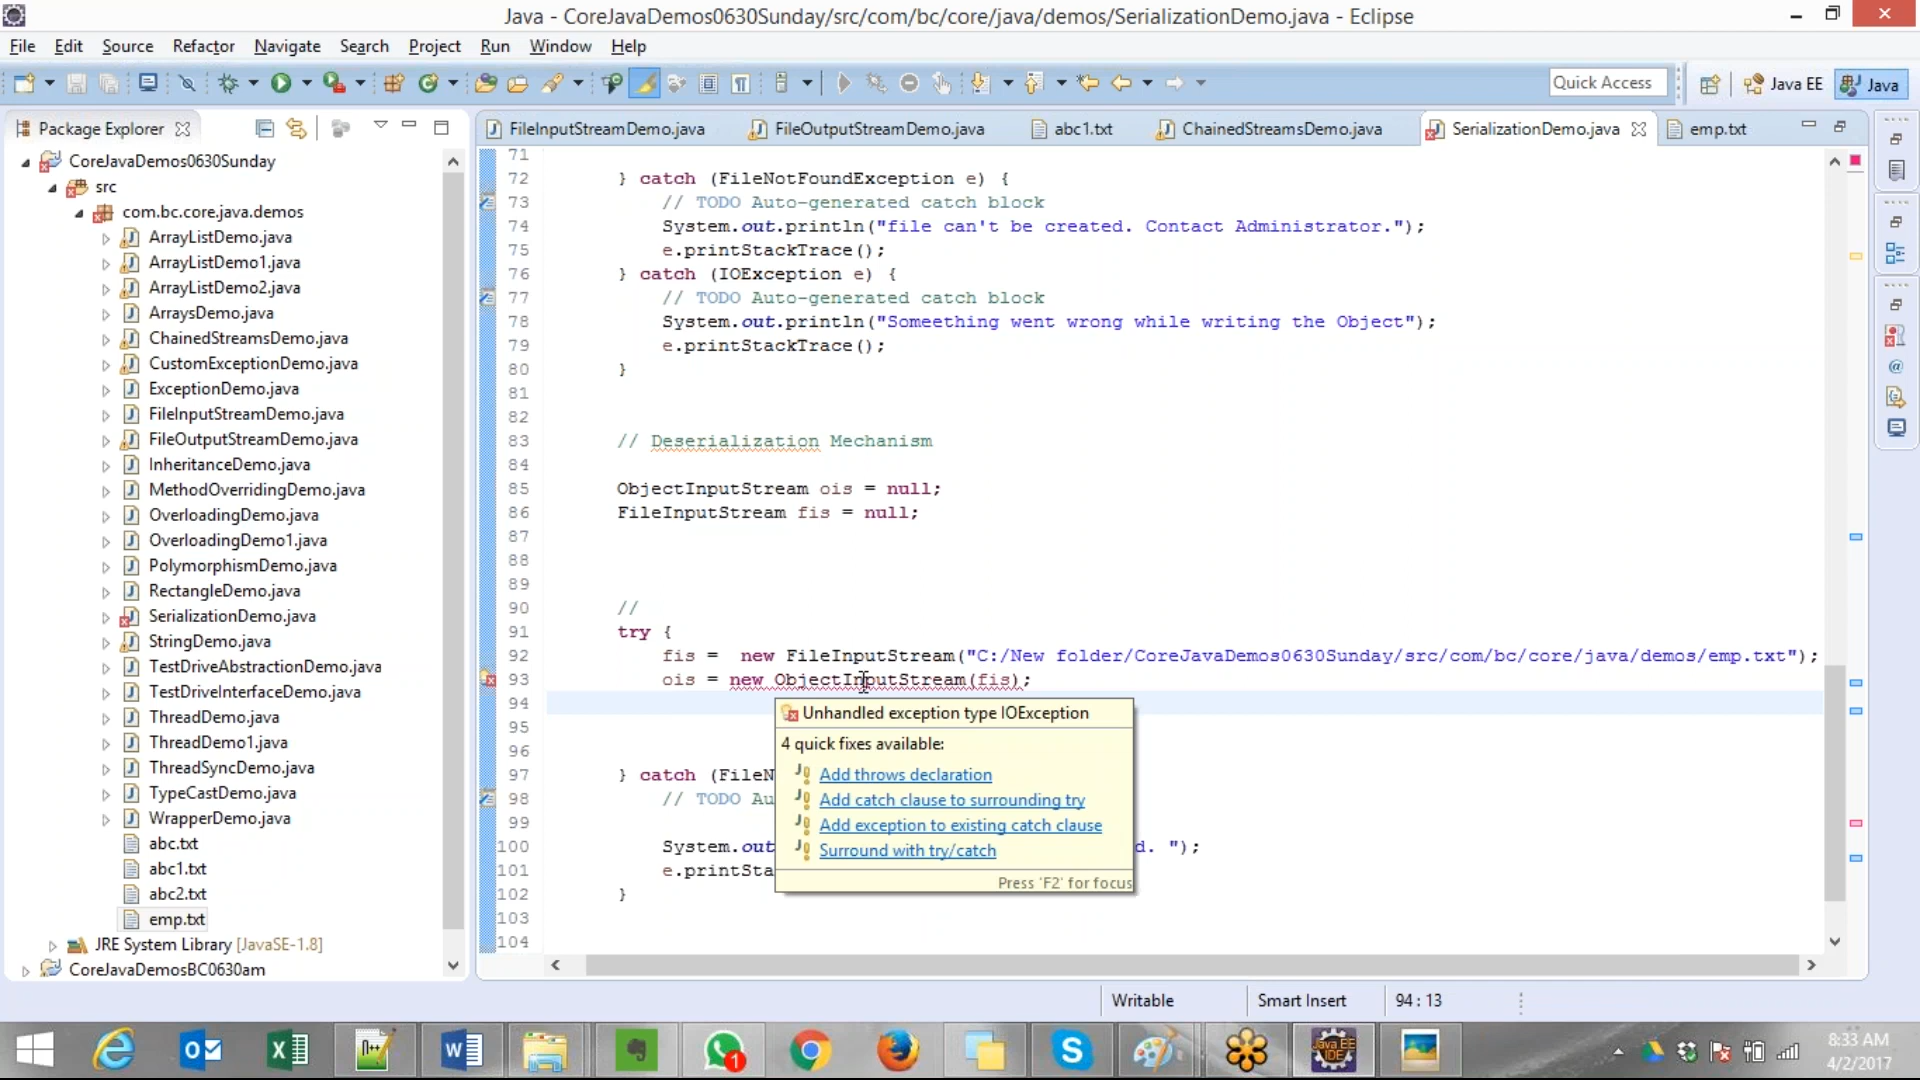 Java - CoreJavaDemos0630Sunday/src/com/bc/core/java/demos/SerializationDemo.java - Eclipse
File Edit Source Refactor Navigate Search Project Run Window Help
Quick Access
Java EE
Java
Package Explorer
FileInputStreamDemo.java
FileOutputStreamDemo.java
abc1.txt
ChainedStreamsDemo.java
SerializationDemo.java
emp.txt
CoreJavaDemos0630Sunday
src
com.bc.core.java.demos
ArrayListDemo.java
ArrayListDemo1.java
ArrayListDemo2.java
ArraysDemo.java
ChainedStreamsDemo.java
CustomExceptionDemo.java
ExceptionDemo.java
FileInputStreamDemo.java
FileOutputStreamDemo.java
InheritanceDemo.java
MethodOverridingDemo.java
OverloadingDemo.java
OverloadingDemo1.java
PolymorphismDemo.java
RectangleDemo.java
SerializationDemo.java
StringDemo.java
TestDriveAbstractionDemo.java
TestDriveInterfaceDemo.java
ThreadDemo.java
ThreadDemo1.java
ThreadSyncDemo.java
TypeCastDemo.java
WrapperDemo.java
abc.txt
abc1.txt
abc2.txt
emp.txt
JRE System Library [JavaSE-1.8]
CoreJavaDemosBC0630am
71
72 } catch (FileNotFoundException e) {
73 // TODO Auto-generated catch block
74 System.out.println("file can't be created. Contact Administrator.");
75 e.printStackTrace();
76 } catch (IOException e) {
77 // TODO Auto-generated catch block
78 System.out.println("Someething went wrong while writing the Object");
79 e.printStackTrace();
80 }
81
82
83 // Deserialization Mechanism
84
85 ObjectInputStream ois = null;
86 FileInputStream fis = null;
87
88
89
90 //
91 try {
92 fis =  new FileInputStream("C:/New folder/CoreJavaDemos0630Sunday/src/com/bc/core/java/demos/emp.txt");
93 ois = new ObjectInputStream(fis);
94
95
96
97 } catch (FileN
98 // TODO Au
99
100 System.out d. ");
101 e.printSta
102 }
103
104
Unhandled exception type IOException
4 quick fixes available:
Add throws declaration
Add catch clause to surrounding try
Add exception to existing catch clause
Surround with try/catch
Press 'F2' for focus
Writable
Smart Insert
94 : 13
8:33 AM
4/2/2017